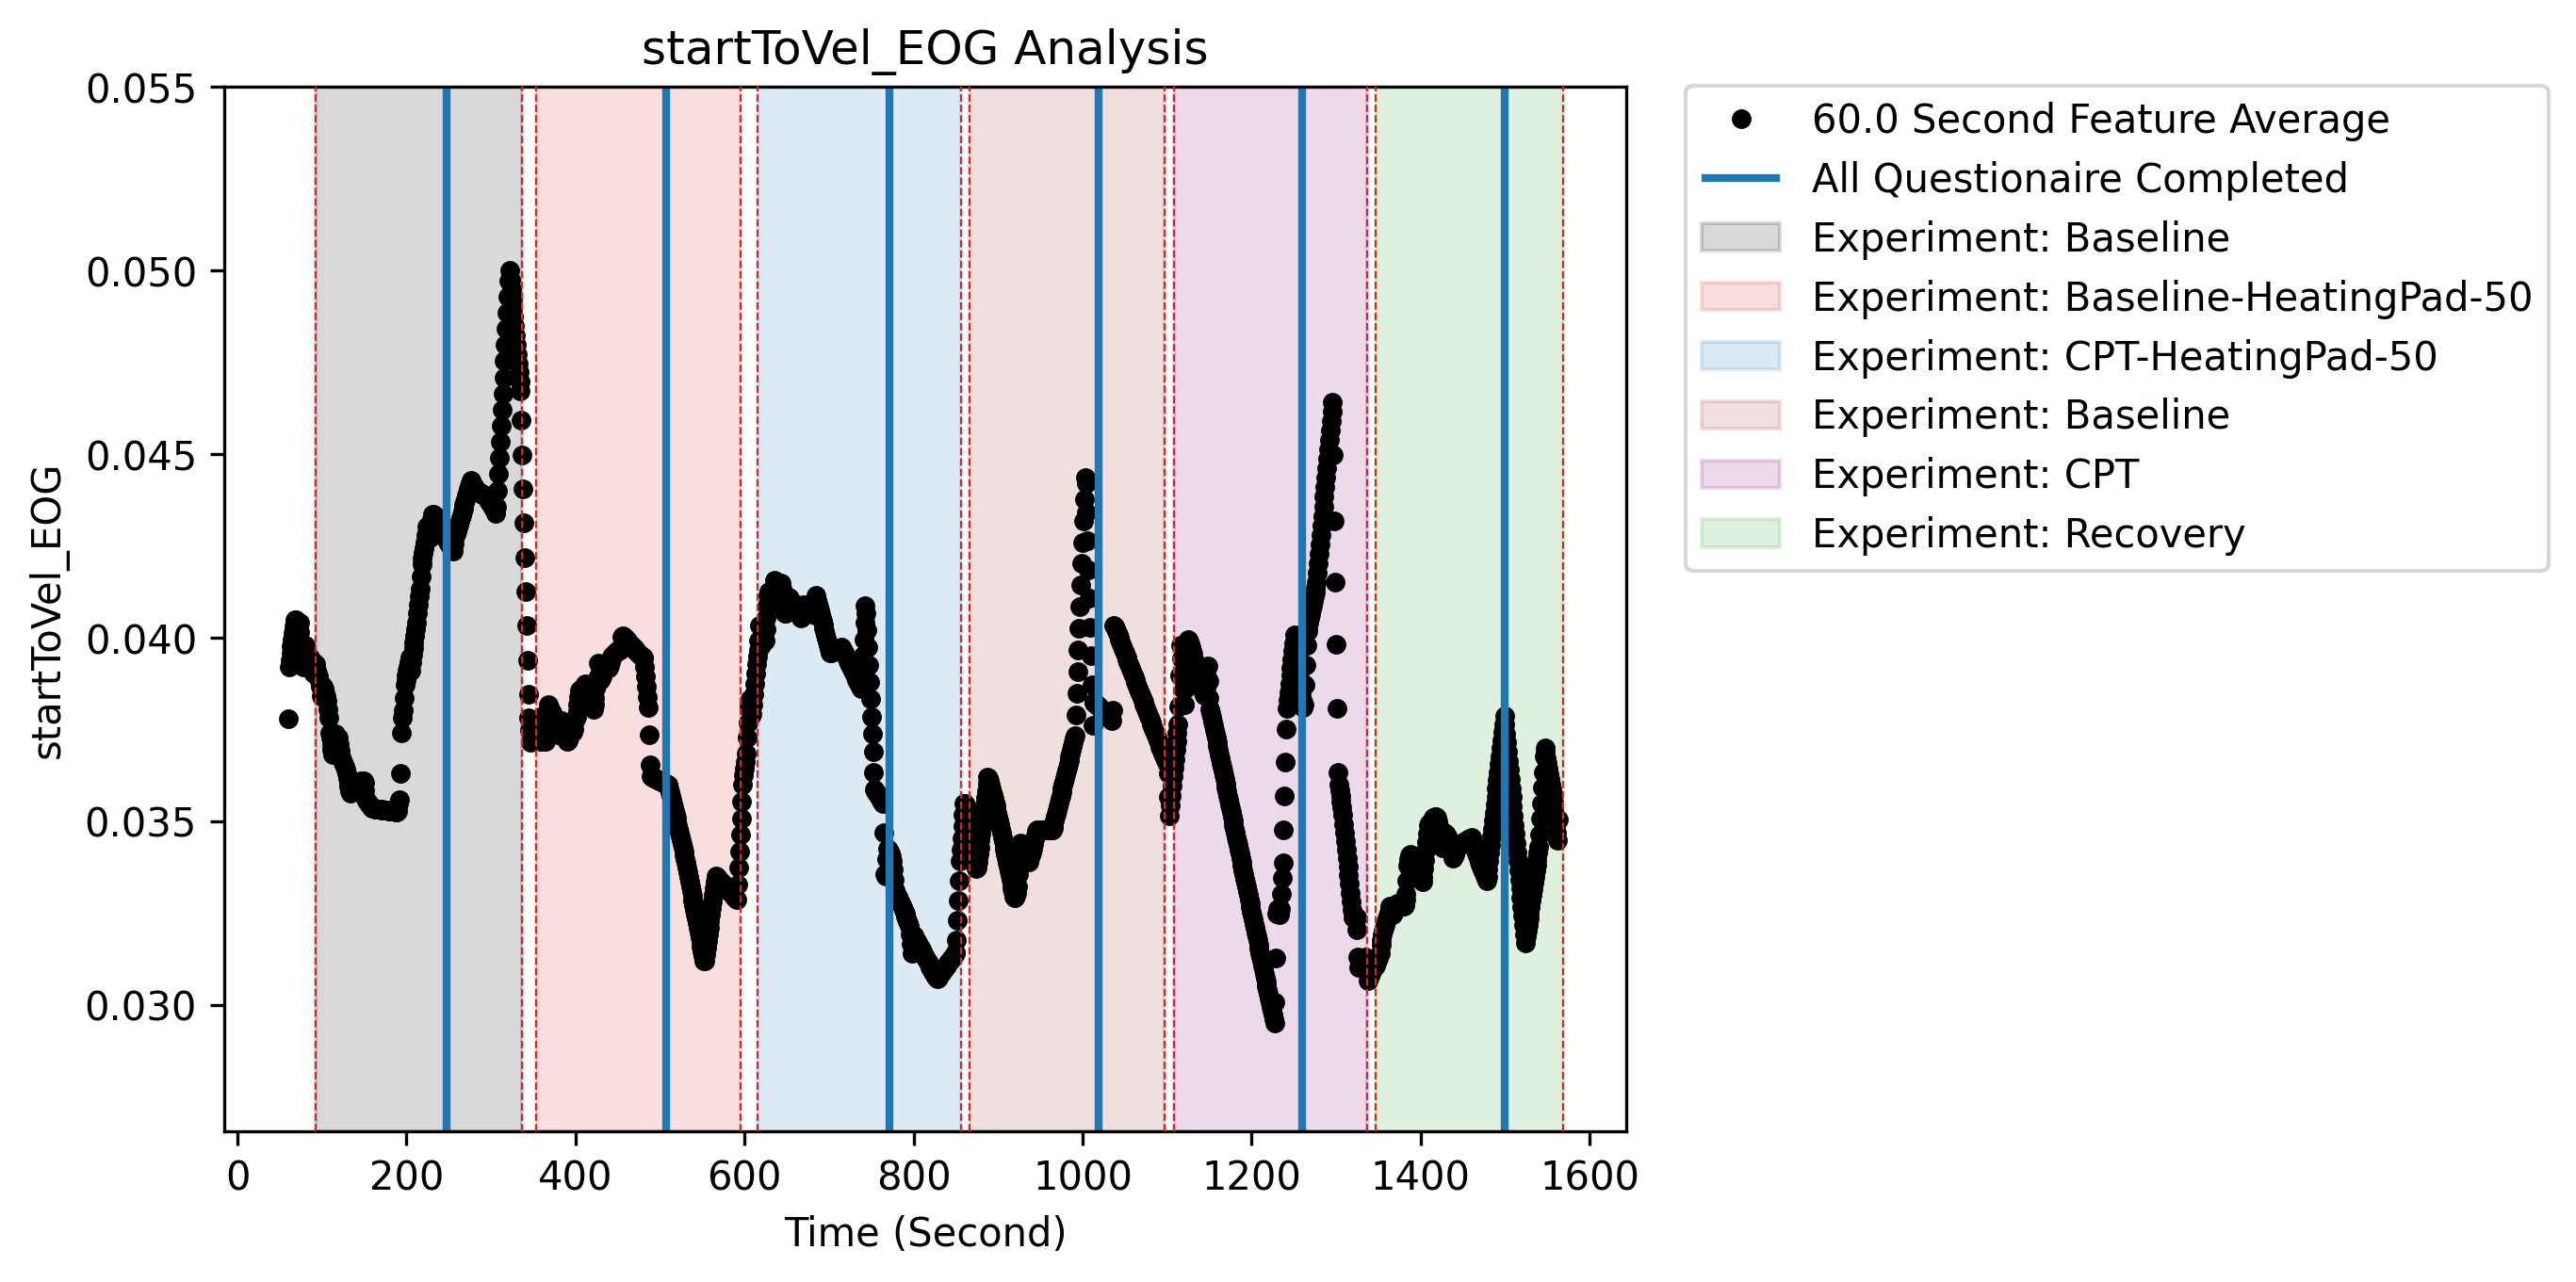 startToVel_EOG Analysis
0.055
0.050
0.045
0.040
0.035
0.030
startToVel_EOG
0 200 400 600 800 1000 1200 1400 1600
Time (Second)
60.0 Second Feature Average
All Questionaire Completed
Experiment: Baseline
Experiment: Baseline-HeatingPad-50
Experiment: CPT-HeatingPad-50
Experiment: Baseline
Experiment: CPT
Experiment: Recovery